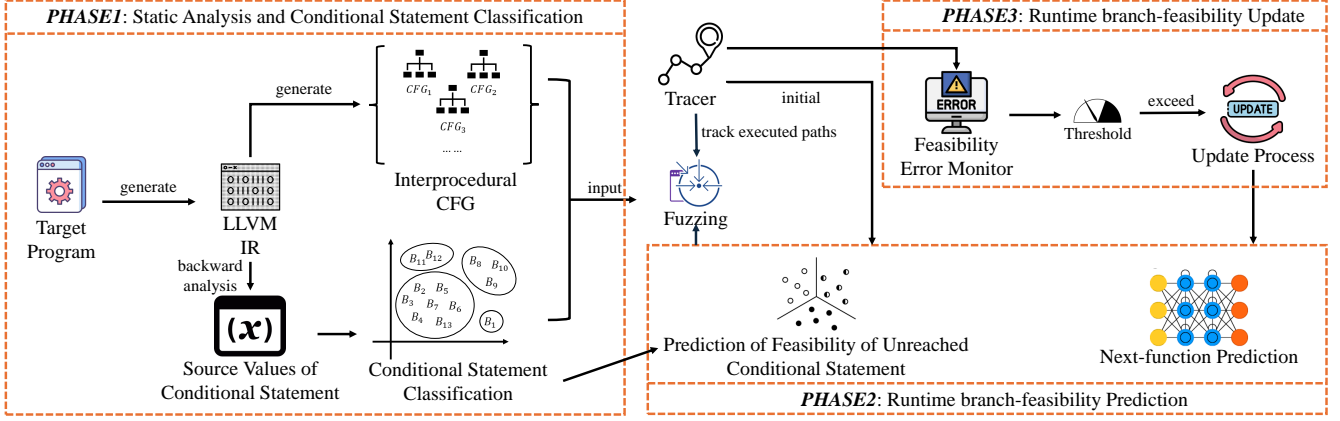 PHASE1: Static Analysis and Conditional Statement Classification
Target
Program
generate
LLVM
IR
generate
CFG₁
CFG₂
CFG₃
... ...
Interprocedural
CFG
backward
analysis
(x)
Source Values of
Conditional Statement
B₁₁
B₁₂
B₈
B₁₀
B₉
B₂
B₅
B₃
B₇
B₆
B₄
B₁₃
B₁
Conditional Statement
Classification
input
Tracer
track executed paths
Fuzzing
initial
PHASE3: Runtime branch-feasibility Update
ERROR
Feasibility
Error Monitor
Threshold
exceed
UPDATE
Update Process
Prediction of Feasibility of Unreached
Conditional Statement
Next-function Prediction
PHASE2: Runtime branch-feasibility Prediction